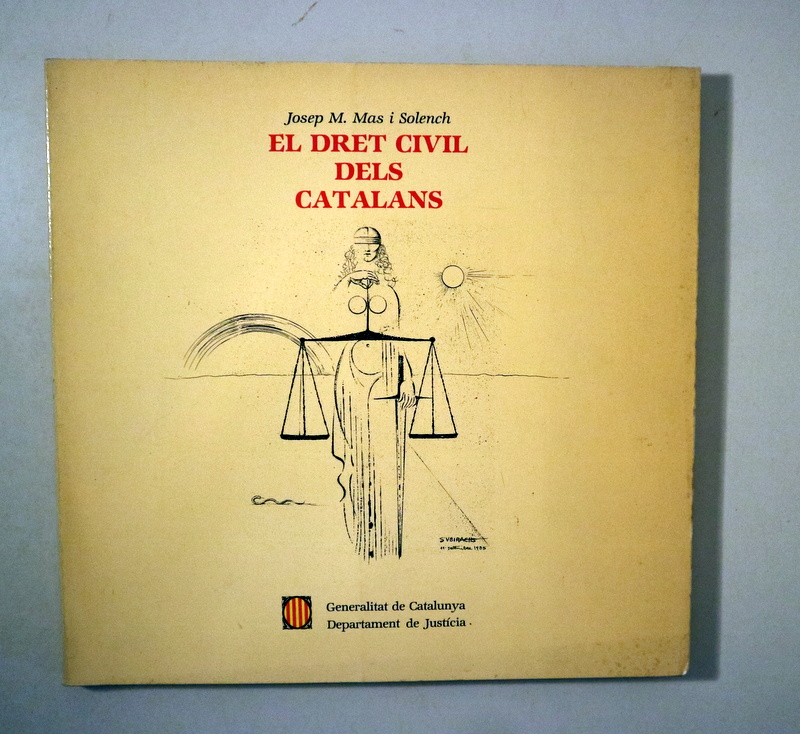 Josep M. Mas i Solench
EL DRET CIVIL
DELS
CATALANS
SUBIRACHS
Generalitat de Catalunya
Departament de Justícia